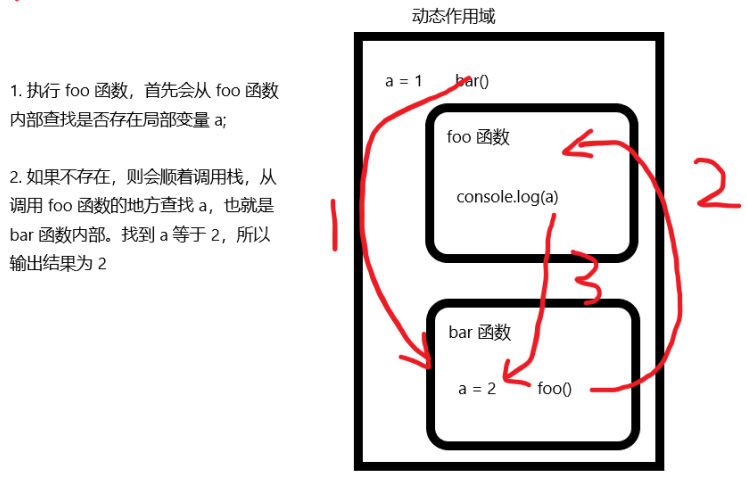 动态作用域
1. 执行 foo 函数，首先会从 foo 函数
内部查找是否存在局部变量 a;
2. 如果不存在，则会顺着调用栈，从
调用 foo 函数的地方查找 a，也就是
bar 函数内部。找到 a 等于 2，所以
输出结果为 2
a = 1 bar()
foo 函数
console.log(a)
1
2
3
bar 函数
a = 2 foo()